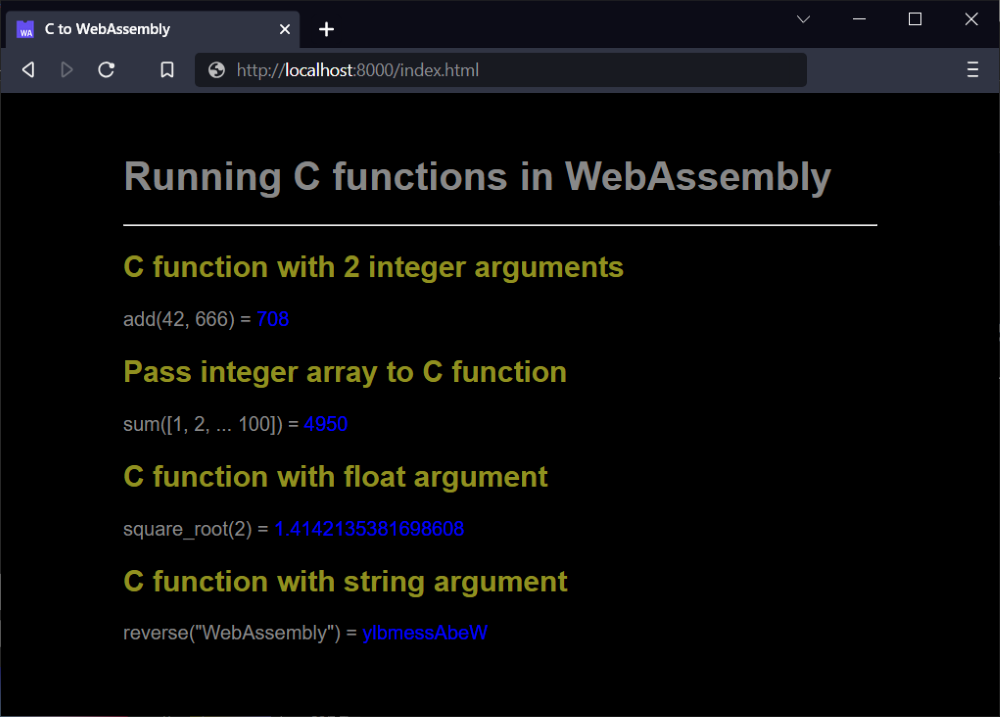 WA C to WebAssembly
http://localhost:8000/index.html
Running C functions in WebAssembly
C function with 2 integer arguments
add(42, 666) = 708
Pass integer array to C function
sum([1, 2, ... 100]) = 4950
C function with float argument
square_root(2) = 1.4142135381698608
C function with string argument
reverse("WebAssembly") = ylbmessAbeW